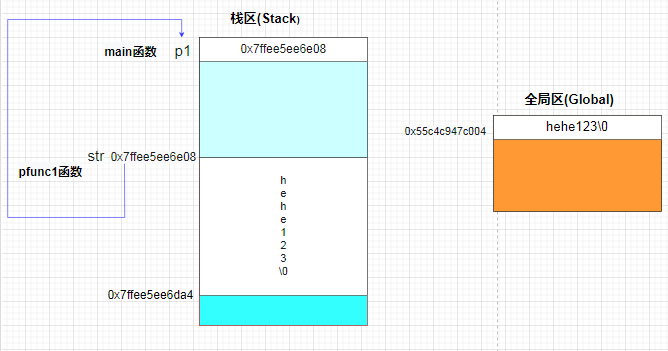 栈区(Stack)
main函数 p1 0x7ffee5ee6e08
全局区(Global)
0x55c4c947c004 hehe123\0
str 0x7ffee5ee6e08
pfunc1函数
h
e
h
e
1
2
3
\0
0x7ffee5ee6da4